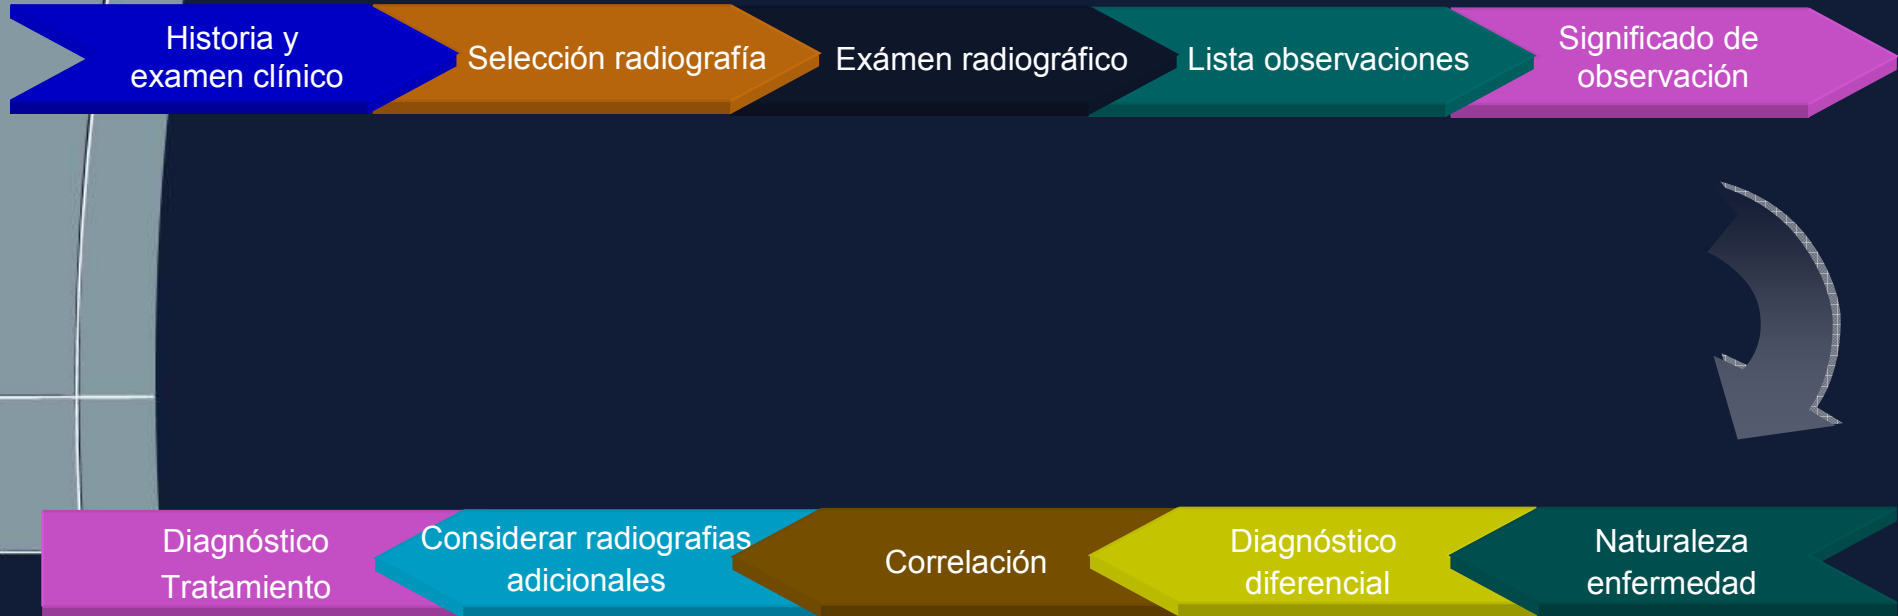 Historia y
examen clínico
Selección radiografía
Exámen radiográfico
Lista observaciones
Significado de
observación
Naturaleza
enfermedad
Diagnóstico
diferencial
Correlación
Considerar radiografias
adicionales
Diagnóstico
Tratamiento